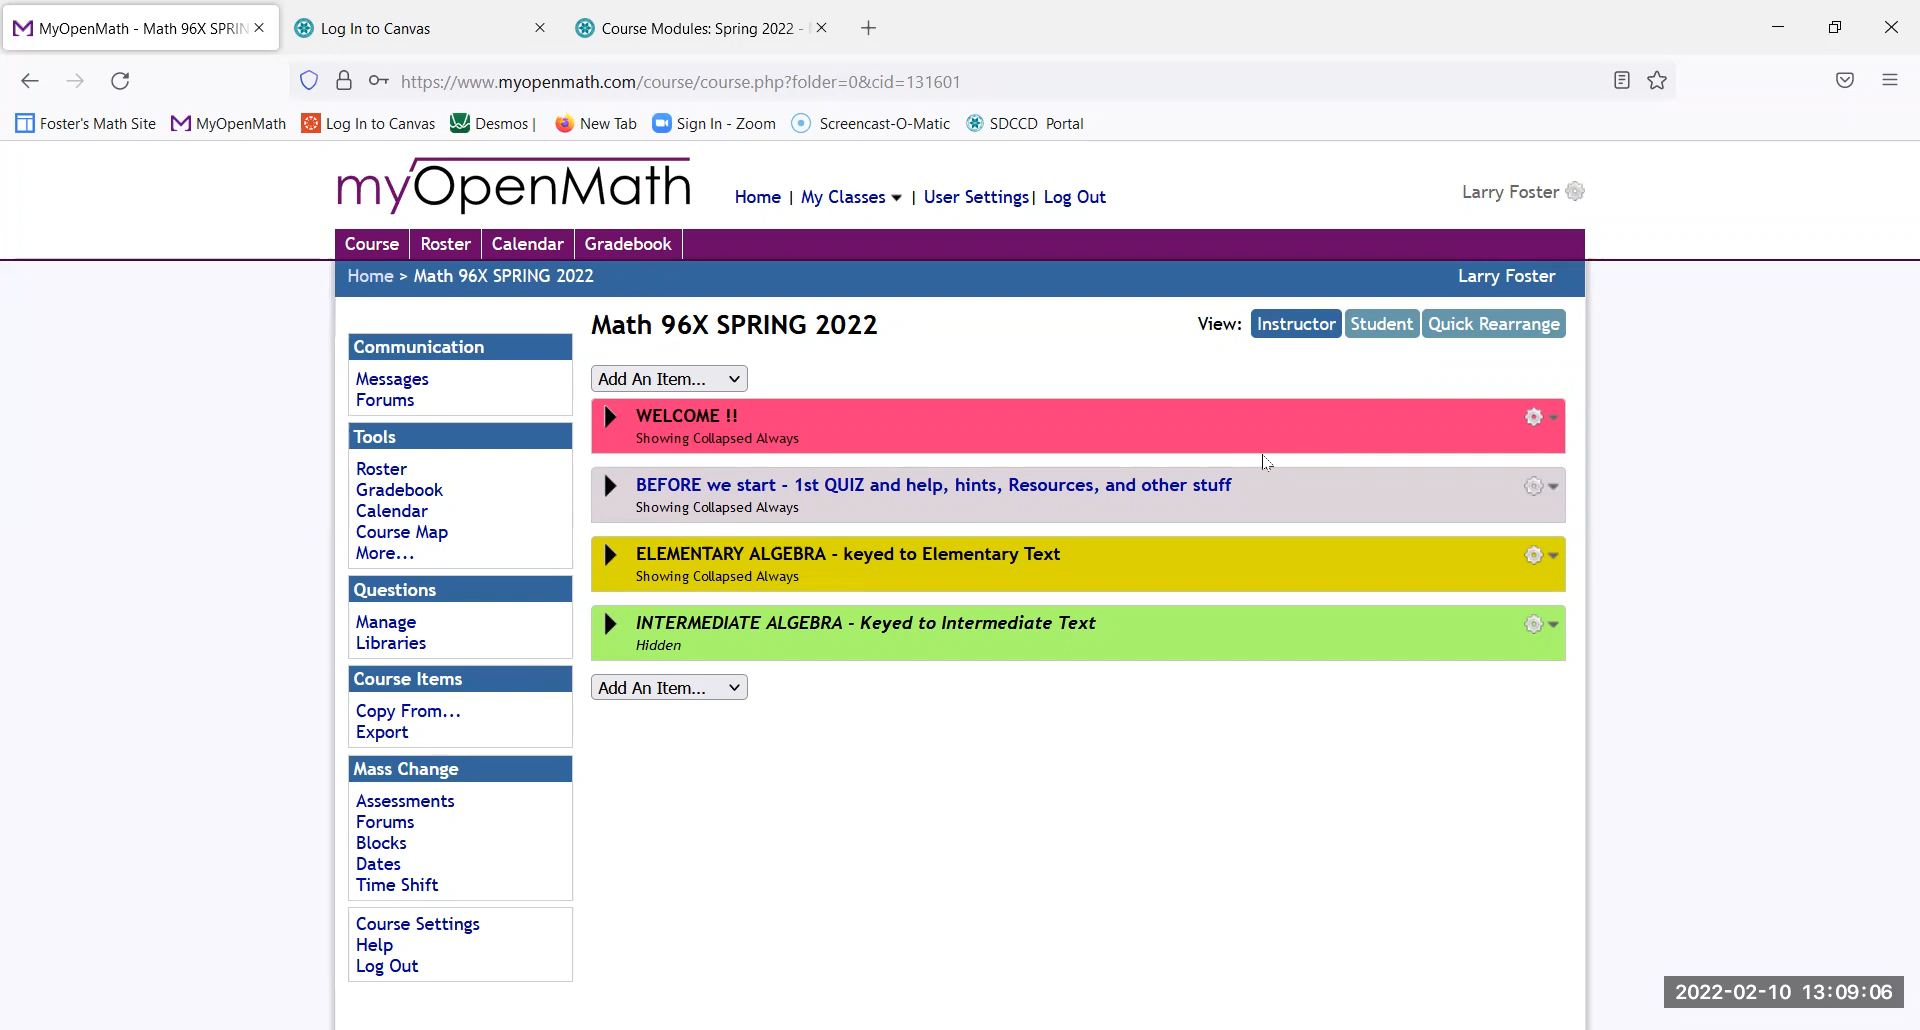 MyOpenMath - Math 96X SPRIN
Log In to Canvas
Course Modules: Spring 2022 -
https://www.myopenmath.com/course/course.php?folder=0&cid=131601
Foster's Math Site MyOpenMath Log In to Canvas Desmos | New Tab Sign In - Zoom Screencast-O-Matic SDCCD Portal
myOpenMath
Home | My Classes | User Settings | Log Out
Larry Foster
Course Roster Calendar Gradebook
Home > Math 96X SPRING 2022
Larry Foster
Communication
Messages
Forums
Tools
Roster
Gradebook
Calendar
Course Map
More...
Questions
Manage
Libraries
Course Items
Copy From...
Export
Mass Change
Assessments
Forums
Blocks
Dates
Time Shift
Course Settings
Help
Log Out
Math 96X SPRING 2022
View: Instructor Student Quick Rearrange
Add An Item...
WELCOME !!
Showing Collapsed Always
BEFORE we start - 1st QUIZ and help, hints, Resources, and other stuff
Showing Collapsed Always
ELEMENTARY ALGEBRA - keyed to Elementary Text
Showing Collapsed Always
INTERMEDIATE ALGEBRA - Keyed to Intermediate Text
Hidden
Add An Item...
2022-02-10 13:09:06